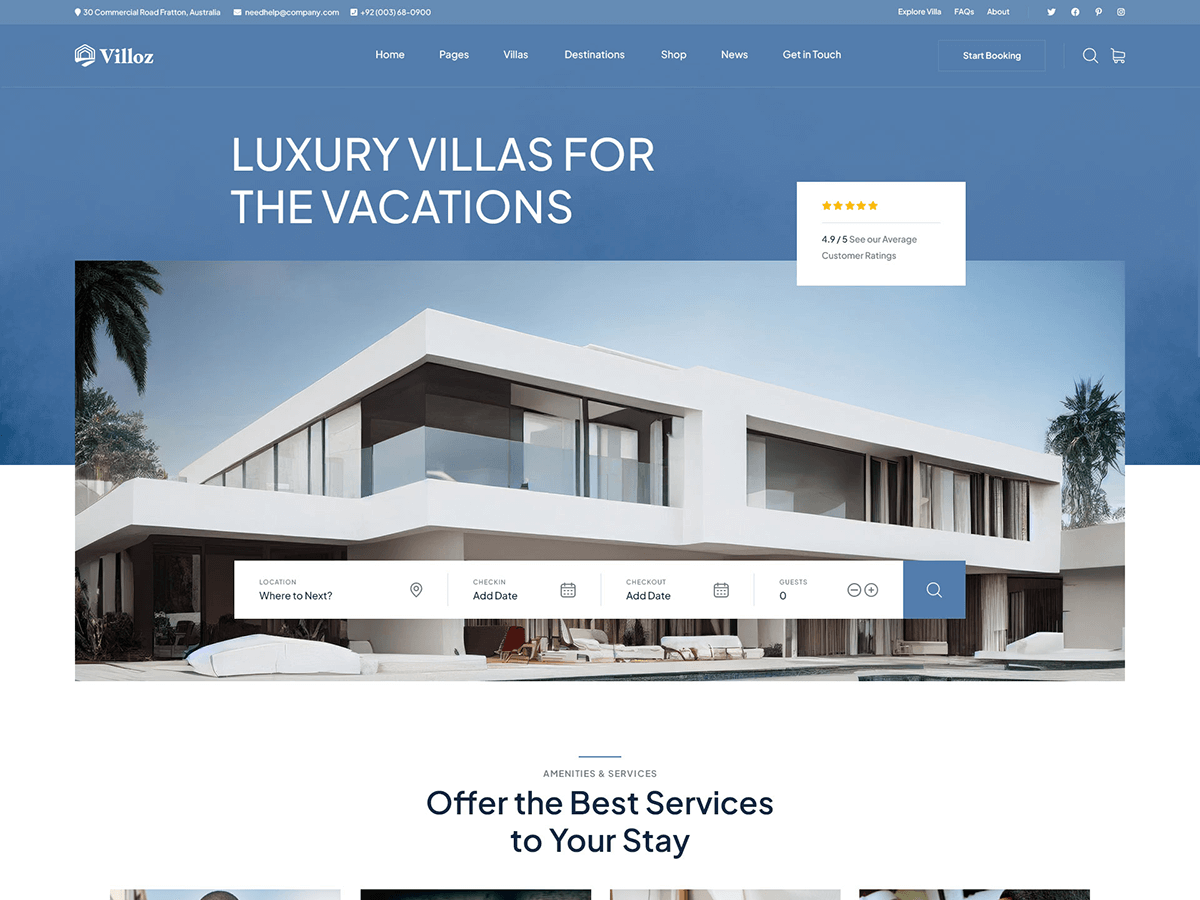 30 Commercial Road Fratton, Australia
needhelp@company.com
+92 (003) 68-0900
Explore Villa
FAQs
About
Villoz
Home
Pages
Villas
Destinations
Shop
News
Get in Touch
Start Booking
LUXURY VILLAS FOR
THE VACATIONS
4.9 / 5 See our Average
Customer Ratings
LOCATION
Where to Next?
CHECKIN
Add Date
CHECKOUT
Add Date
GUESTS
0
AMENITIES & SERVICES
Offer the Best Services
to Your Stay